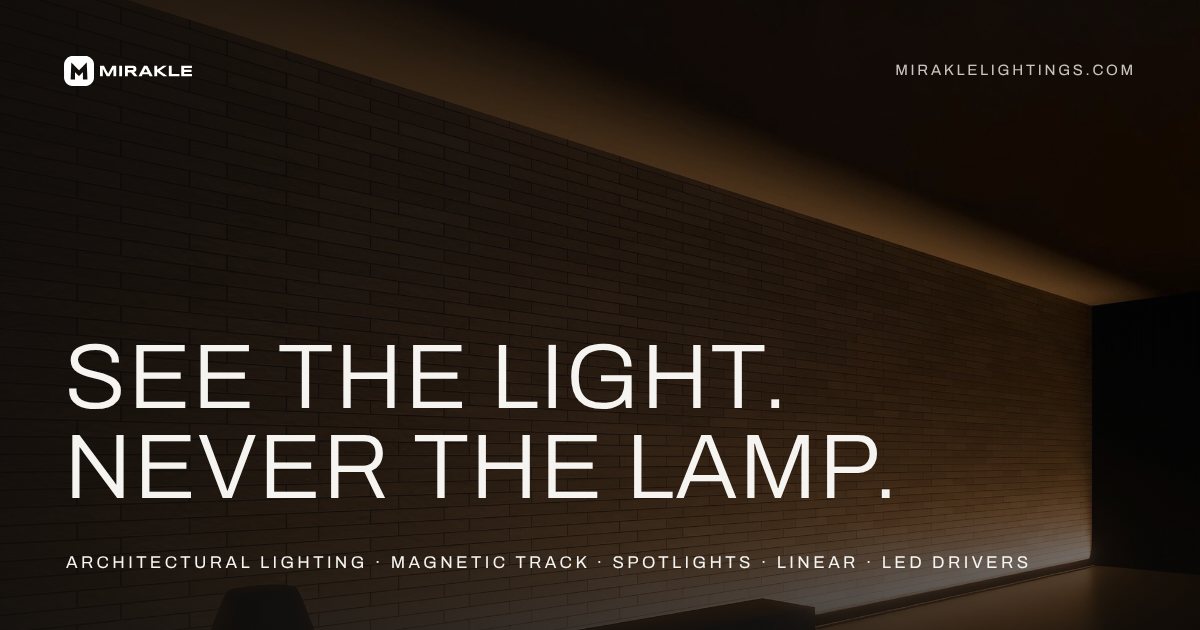 MIRAKLE
MIRAKLELIGHTINGS.COM
SEE THE LIGHT.
NEVER THE LAMP.
ARCHITECTURAL LIGHTING · MAGNETIC TRACK · SPOTLIGHTS · LINEAR · LED DRIVERS